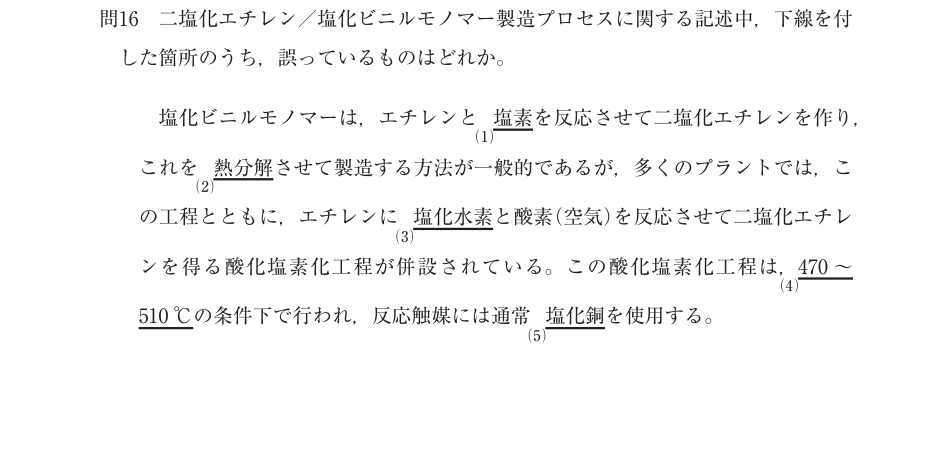 問16　二塩化エチレン／塩化ビニルモノマー製造プロセスに関する記述中，下線を付
した箇所のうち，誤っているものはどれか。
塩化ビニルモノマーは，エチレンと(1)塩素を反応させて二塩化エチレンを作り，
これを(2)熱分解させて製造する方法が一般的であるが，多くのプラントでは，こ
の工程とともに，エチレンに(3)塩化水素と酸素(空気)を反応させて二塩化エチレ
ンを得る酸化塩素化工程が併設されている。この酸化塩素化工程は，(4)470 ～
510 ℃の条件下で行われ，反応触媒には通常(5)塩化銅を使用する。